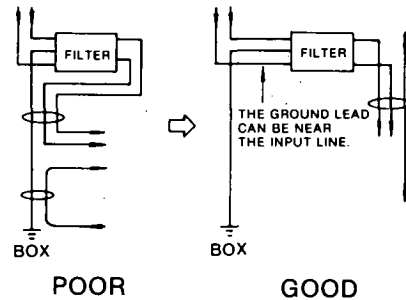 FILTER
FILTER
THE GROUND LEAD
CAN BE NEAR
THE INPUT LINE.
BOX
BOX
POOR
GOOD